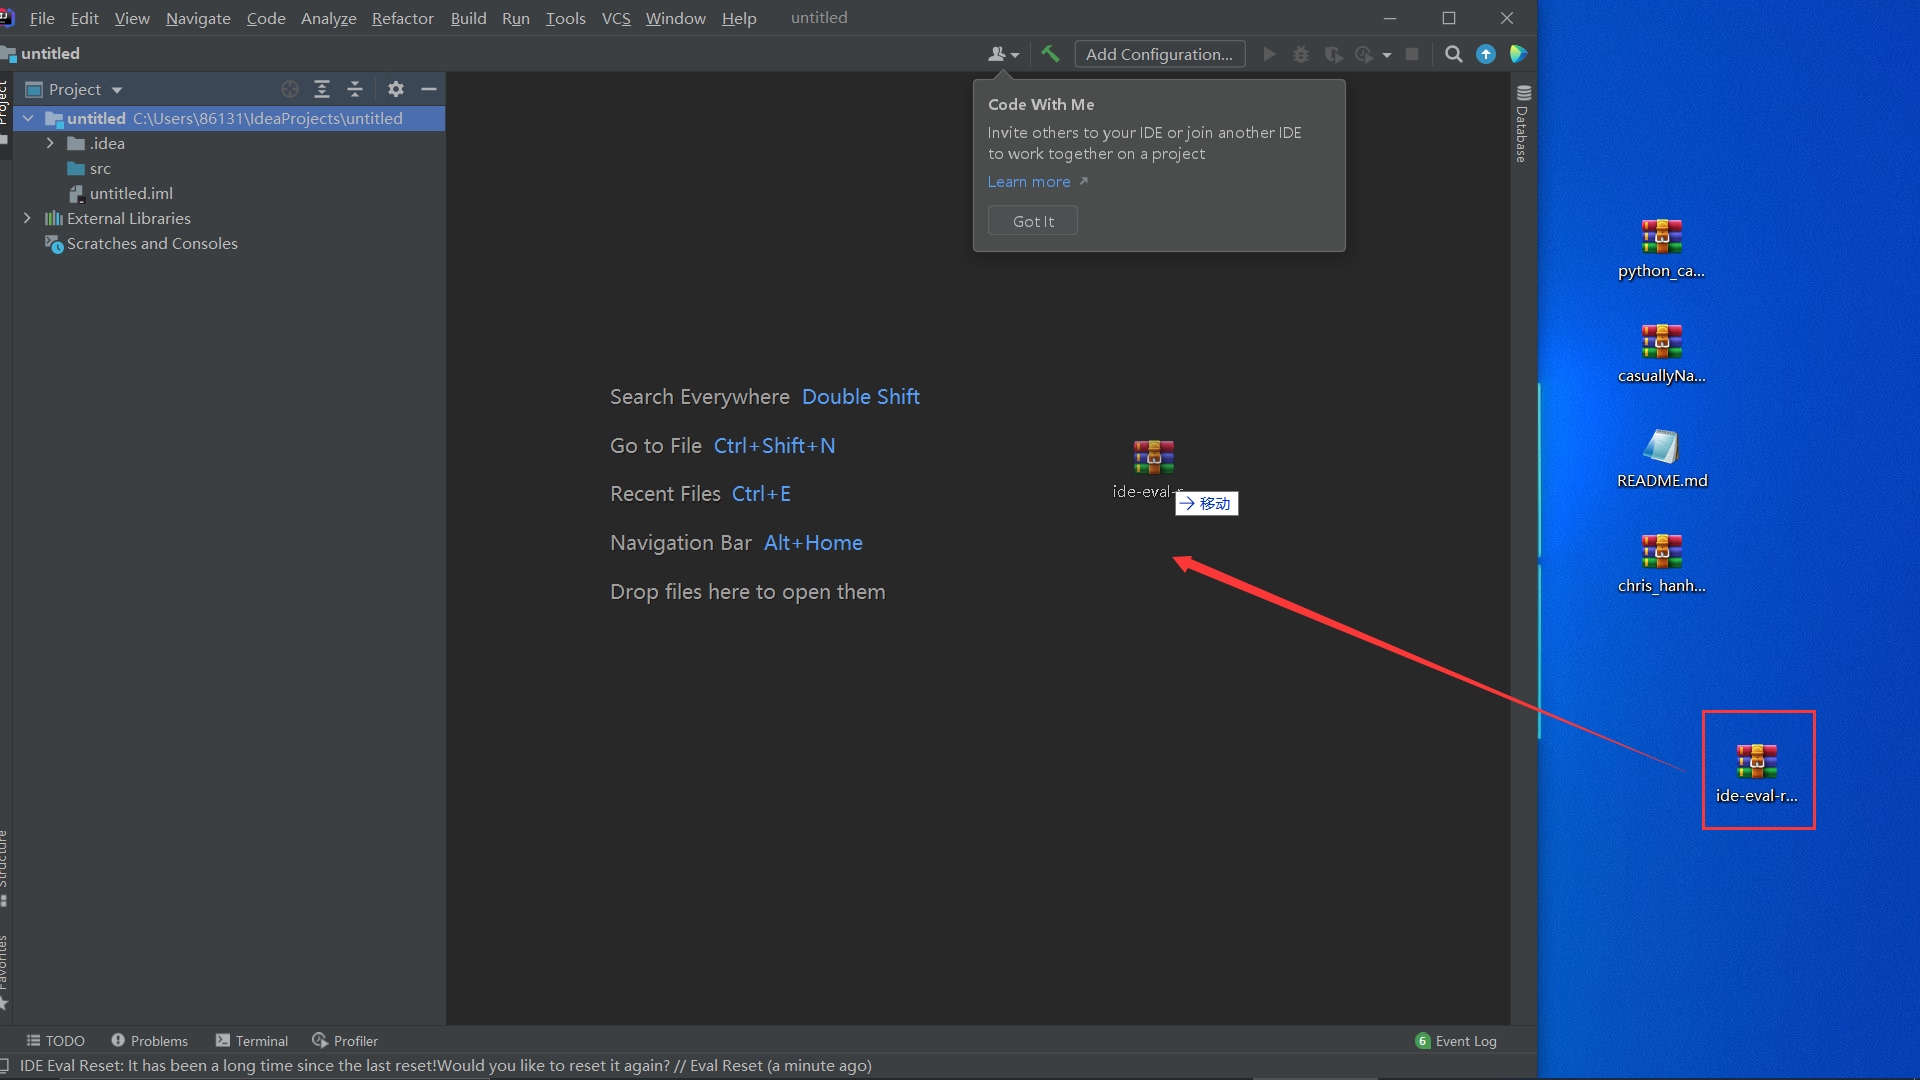 File Edit View Navigate Code Analyze Refactor Build Run Tools VCS Window Help untitled
untitled
Add Configuration...
Project
Project
untitled C:\Users\86131\IdeaProjects\untitled
.idea
src
untitled.iml
External Libraries
Scratches and Consoles
Code With Me
Invite others to your IDE or join another IDE
to work together on a project
Learn more
Got It
Database
Search Everywhere Double Shift
Go to File Ctrl+Shift+N
Recent Files Ctrl+E
Navigation Bar Alt+Home
Drop files here to open them
ide-eval-r
移动
python_ca...
casuallyNa...
README.md
chris_hanh...
ide-eval-r...
Structure
Favorites
TODO Problems Terminal Profiler
6 Event Log
IDE Eval Reset: It has been a long time since the last reset!Would you like to reset it again? // Eval Reset (a minute ago)